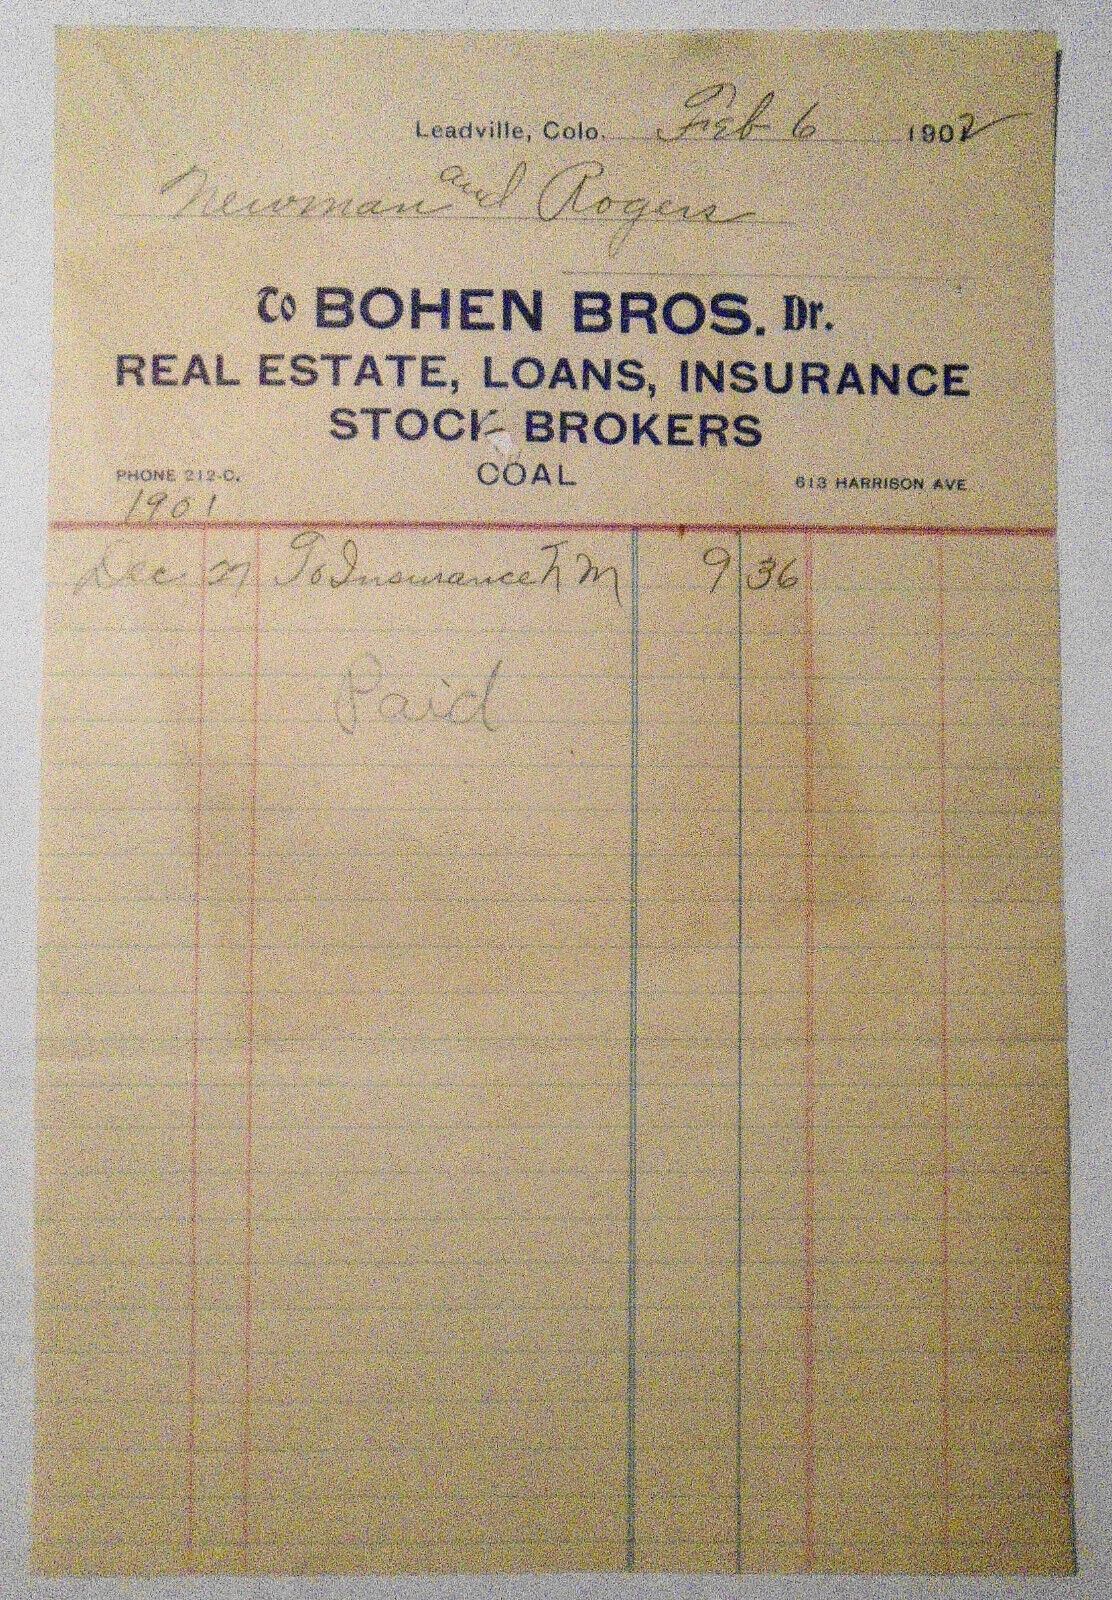 Leadville, Colo. Feb 6 1902
Newman and Rogers
To BOHEN BROS. Dr.
REAL ESTATE, LOANS, INSURANCE
STOCK BROKERS
COAL
PHONE 212-C. 613 HARRISON AVE
1901
Dec To Insurance 9 36
Paid